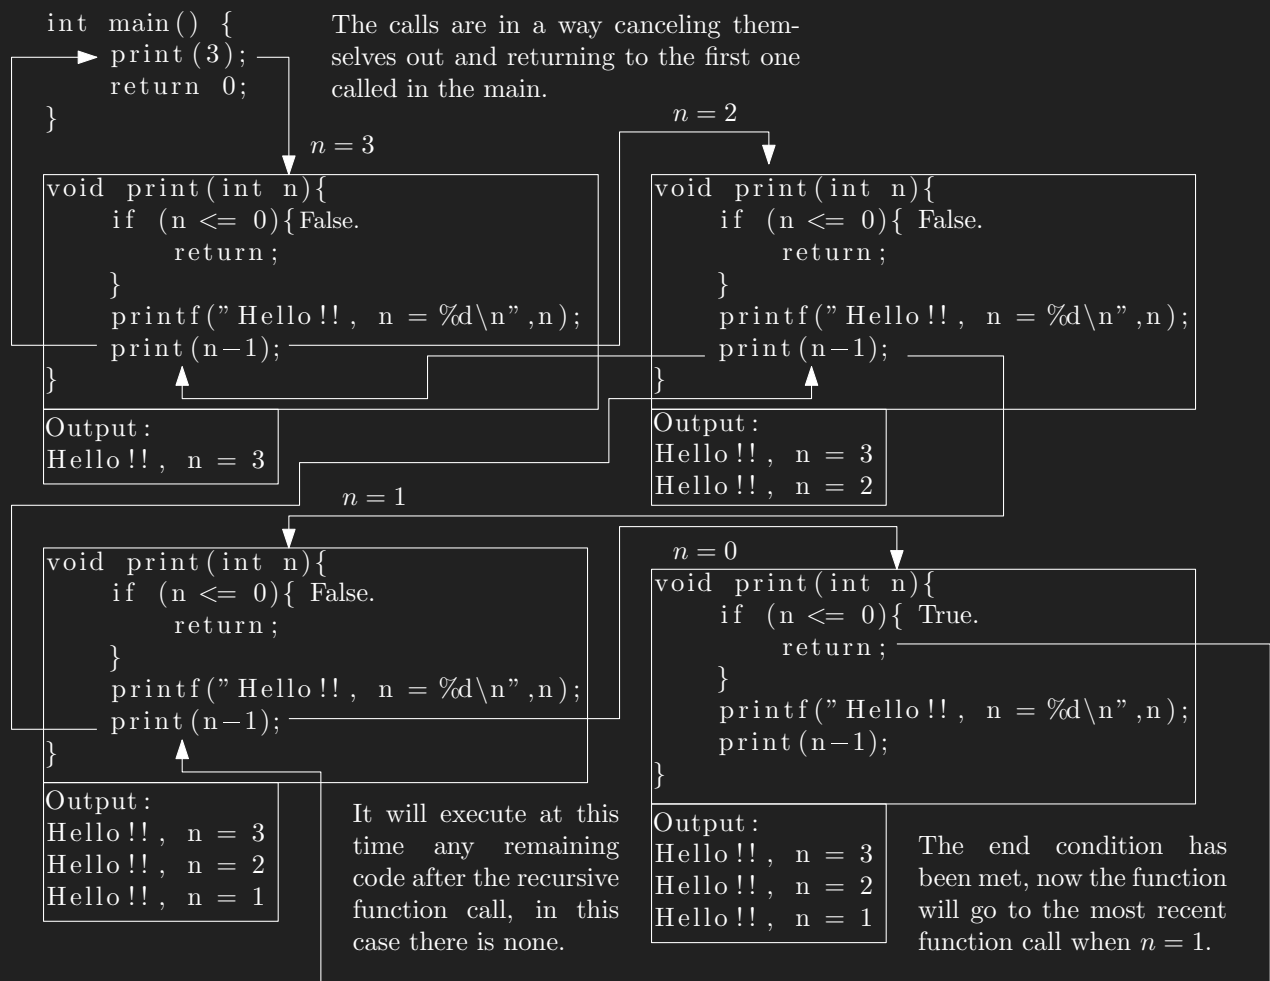 int main() {
print(3);
return 0;
}
The calls are in a way canceling them-
selves out and returning to the first one
called in the main.
n = 3
void print(int n){
if (n <= 0){ False.
return;
}
printf("Hello!!, n = %d\n",n);
print(n-1);
}
Output:
Hello!!, n = 3
n = 2
void print(int n){
if (n <= 0){ False.
return;
}
printf("Hello!!, n = %d\n",n);
print(n-1);
}
Output:
Hello!!, n = 3
Hello!!, n = 2
n = 1
void print(int n){
if (n <= 0){ False.
return;
}
printf("Hello!!, n = %d\n",n);
print(n-1);
}
Output:
Hello!!, n = 3
Hello!!, n = 2
Hello!!, n = 1
It will execute at this
time any remaining
code after the recursive
function call, in this
case there is none.
n = 0
void print(int n){
if (n <= 0){ True.
return;
}
printf("Hello!!, n = %d\n",n);
print(n-1);
}
Output:
Hello!!, n = 3
Hello!!, n = 2
Hello!!, n = 1
The end condition has
been met, now the function
will go to the most recent
function call when n = 1.